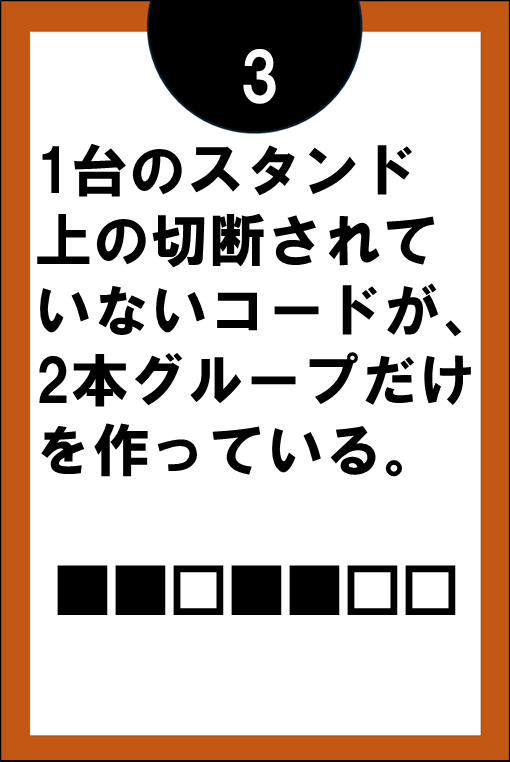 3
1台のスタンド
上の切断されて
いないコードが、
2本グループだけ
を作っている。
■■□■■□□